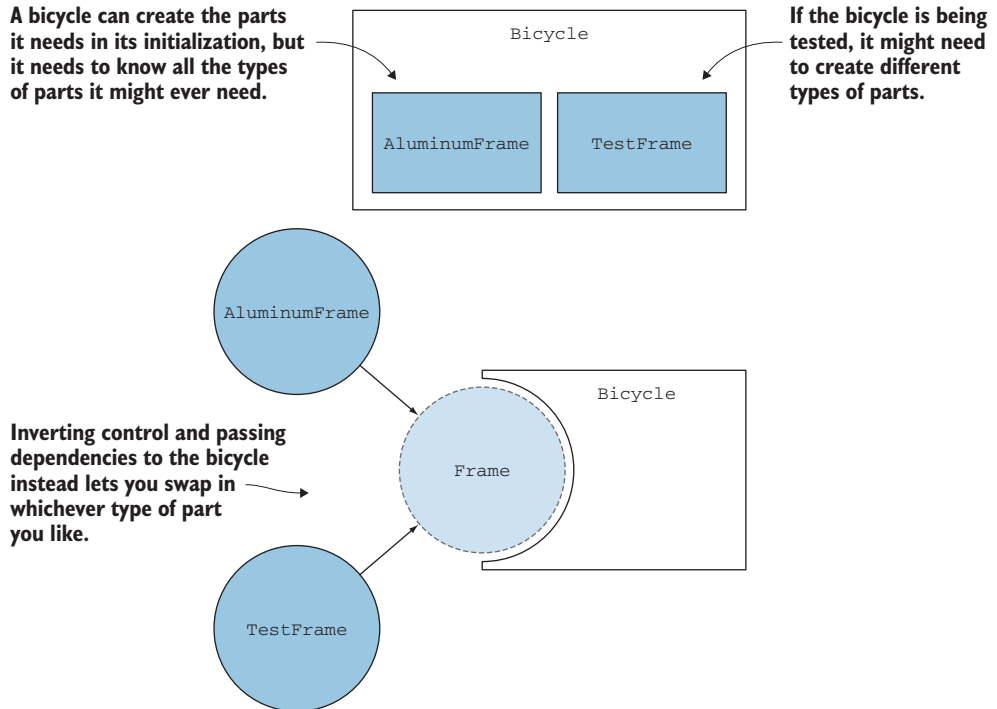 A bicycle can create the parts
it needs in its initialization, but
it needs to know all the types
of parts it might ever need.
Bicycle
If the bicycle is being
tested, it might need
to create different
types of parts.
AluminumFrame
TestFrame
AluminumFrame
Bicycle
Inverting control and passing
dependencies to the bicycle
instead lets you swap in
whichever type of part
you like.
Frame
TestFrame